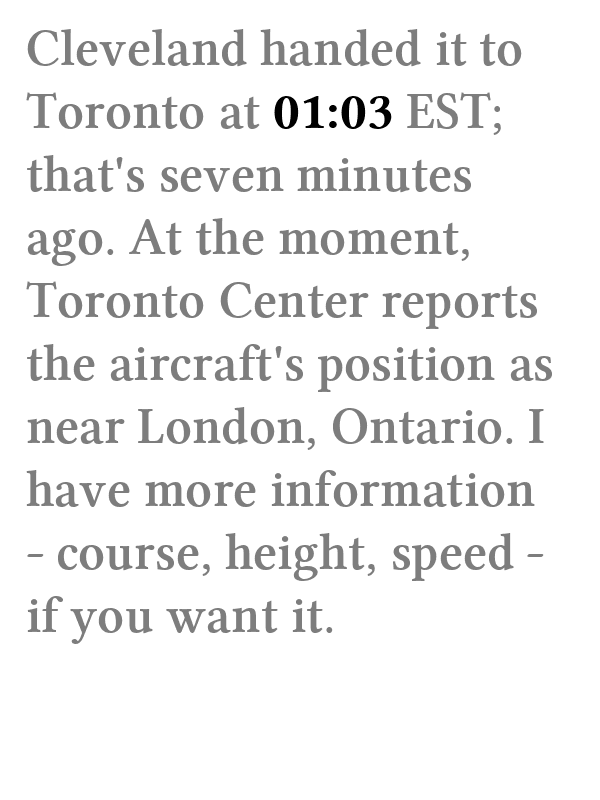 Cleveland handed it to
Toronto at 01:03 EST;
that's seven minutes
ago. At the moment,
Toronto Center reports
the aircraft's position as
near London, Ontario. I
have more information
- course, height, speed -
if you want it.